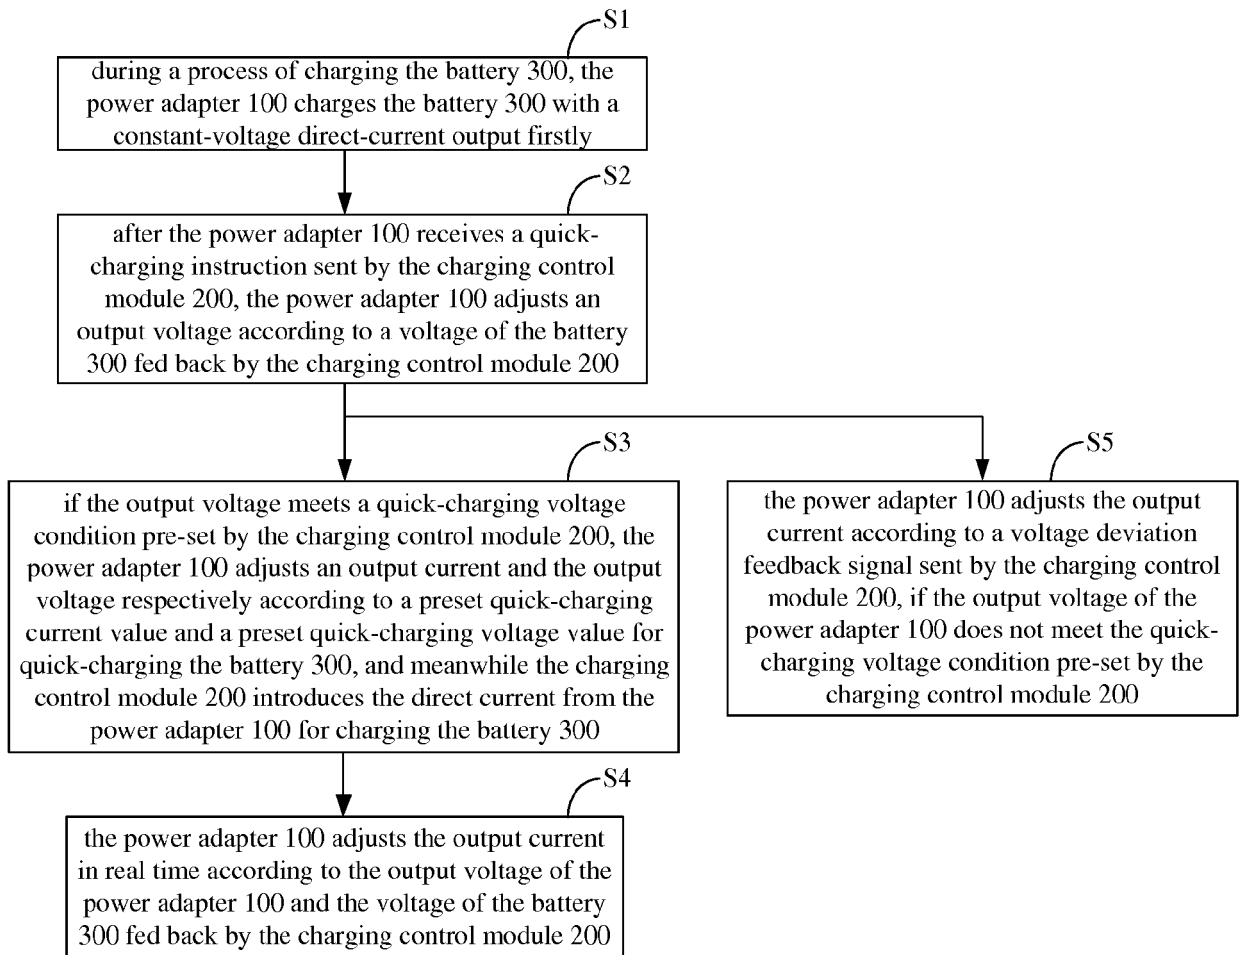 S1
during a process of charging the battery 300, the
power adapter 100 charges the battery 300 with a
constant-voltage direct-current output firstly
S2
after the power adapter 100 receives a quick-
charging instruction sent by the charging control
module 200, the power adapter 100 adjusts an
output voltage according to a voltage of the battery
300 fed back by the charging control module 200
S3
if the output voltage meets a quick-charging voltage
condition pre-set by the charging control module 200, the
power adapter 100 adjusts an output current and the output
voltage respectively according to a preset quick-charging
current value and a preset quick-charging voltage value for
quick-charging the battery 300, and meanwhile the charging
control module 200 introduces the direct current from the
power adapter 100 for charging the battery 300
S5
the power adapter 100 adjusts the output
current according to a voltage deviation
feedback signal sent by the charging control
module 200, if the output voltage of the
power adapter 100 does not meet the quick-
charging voltage condition pre-set by the
charging control module 200
S4
the power adapter 100 adjusts the output current
in real time according to the output voltage of the
power adapter 100 and the voltage of the battery
300 fed back by the charging control module 200